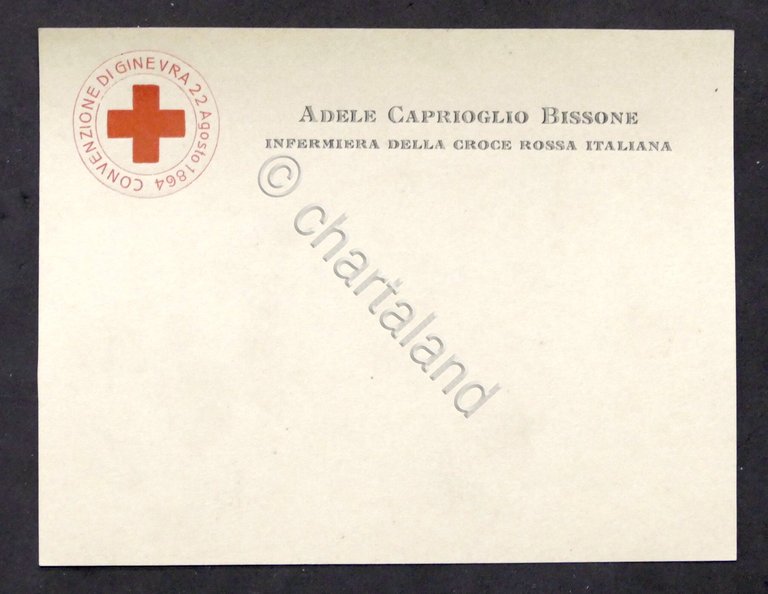 CONVENZIONE DI GINEVRA 22 Agosto 1864
ADELE CAPRIOGLIO BISSONE
INFERMIERA DELLA CROCE ROSSA ITALIANA
© chartaland